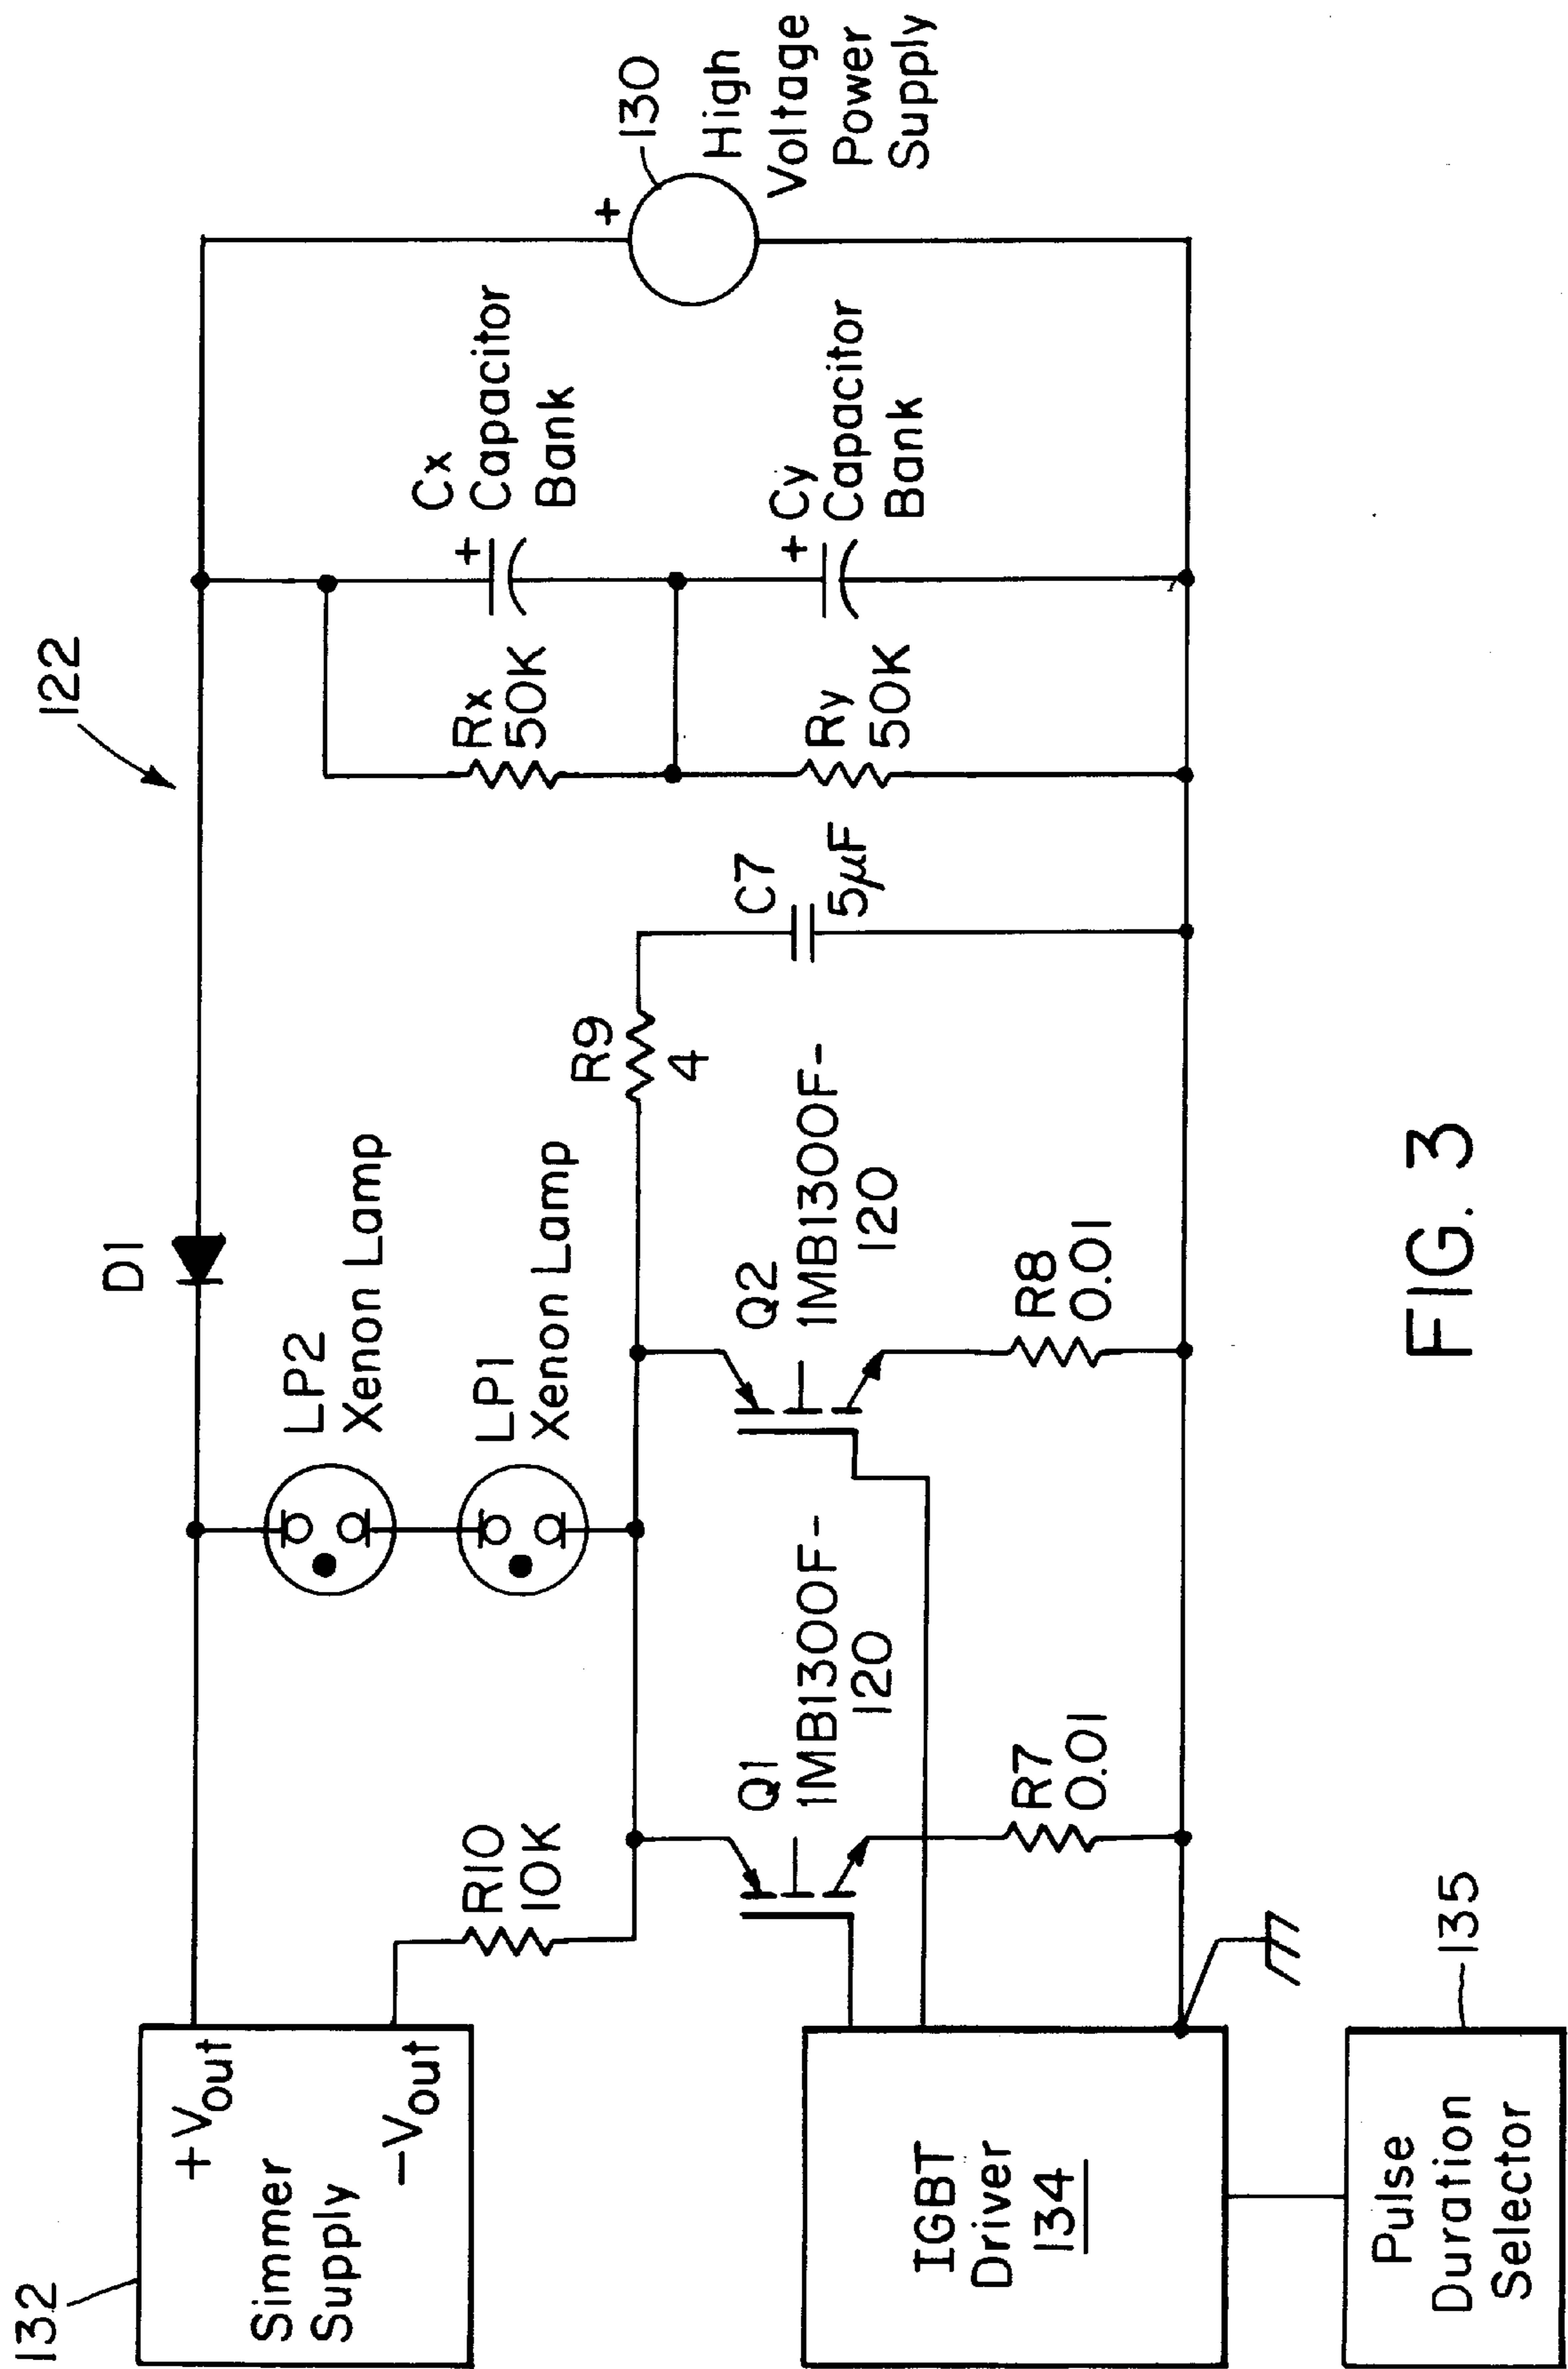 122
132
Simmer
Supply
+Vout
−Vout
R10
10K
LP2
Xenon Lamp
LP1
Xenon Lamp
D1
Q1
1MB1300F-
120
R7
0.01
Q2
1MB1300F-
120
R8
0.01
R9
4
C7
5μF
Rx
50K
Ry
50K
Cx
Capacitor
Bank
+
Cy
Capacitor
Bank
+
+
130
High
Voltage
Power
Supply
IGBT
Driver
134
Pulse
Duration
Selector
135
FIG. 3